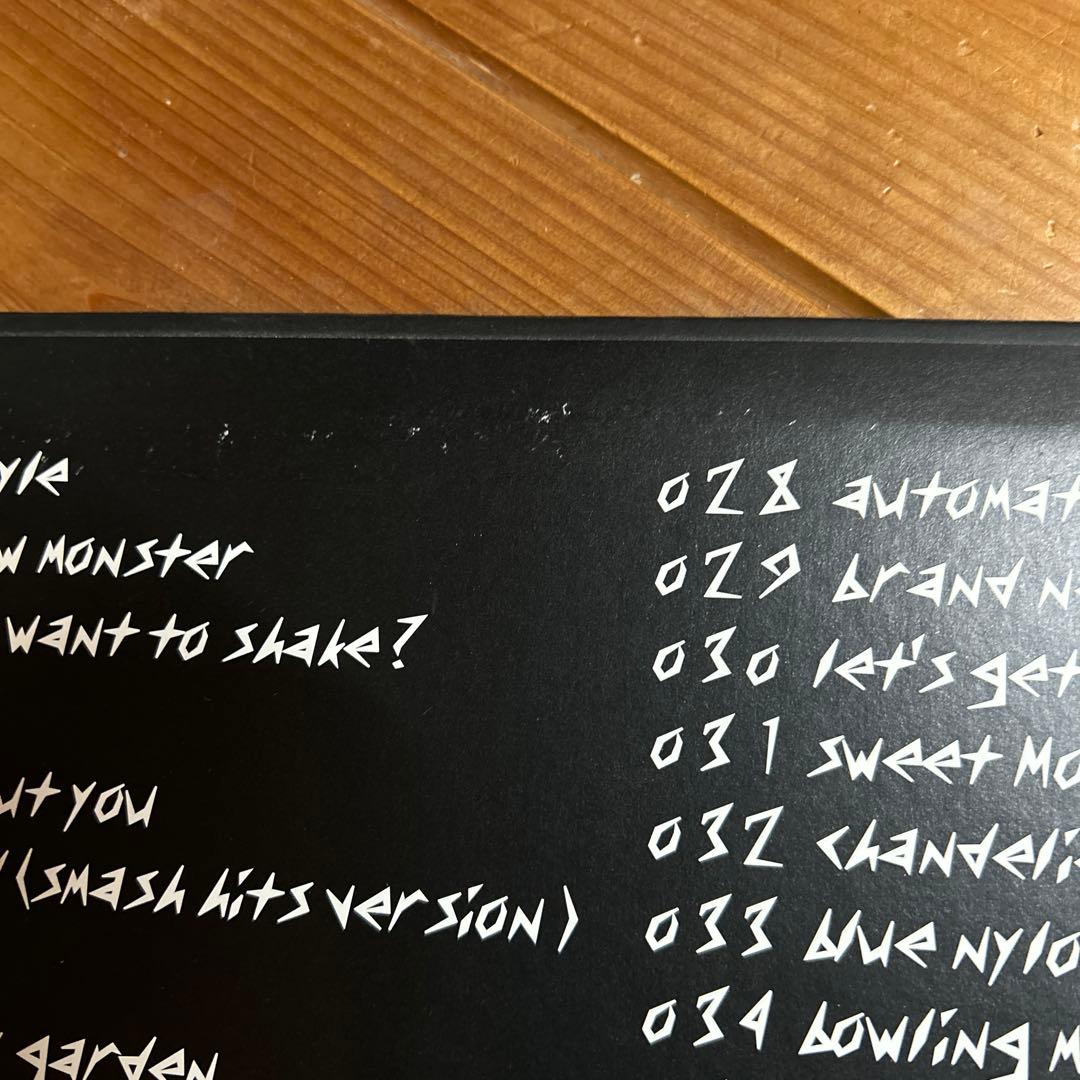 yle
w monster
want to shake?
ut you
(smash hits version)
garden
028 automat
029 brand n
030 let's get
031 sweet mo
032 chandeli
033 blue nylo
034 bowling m